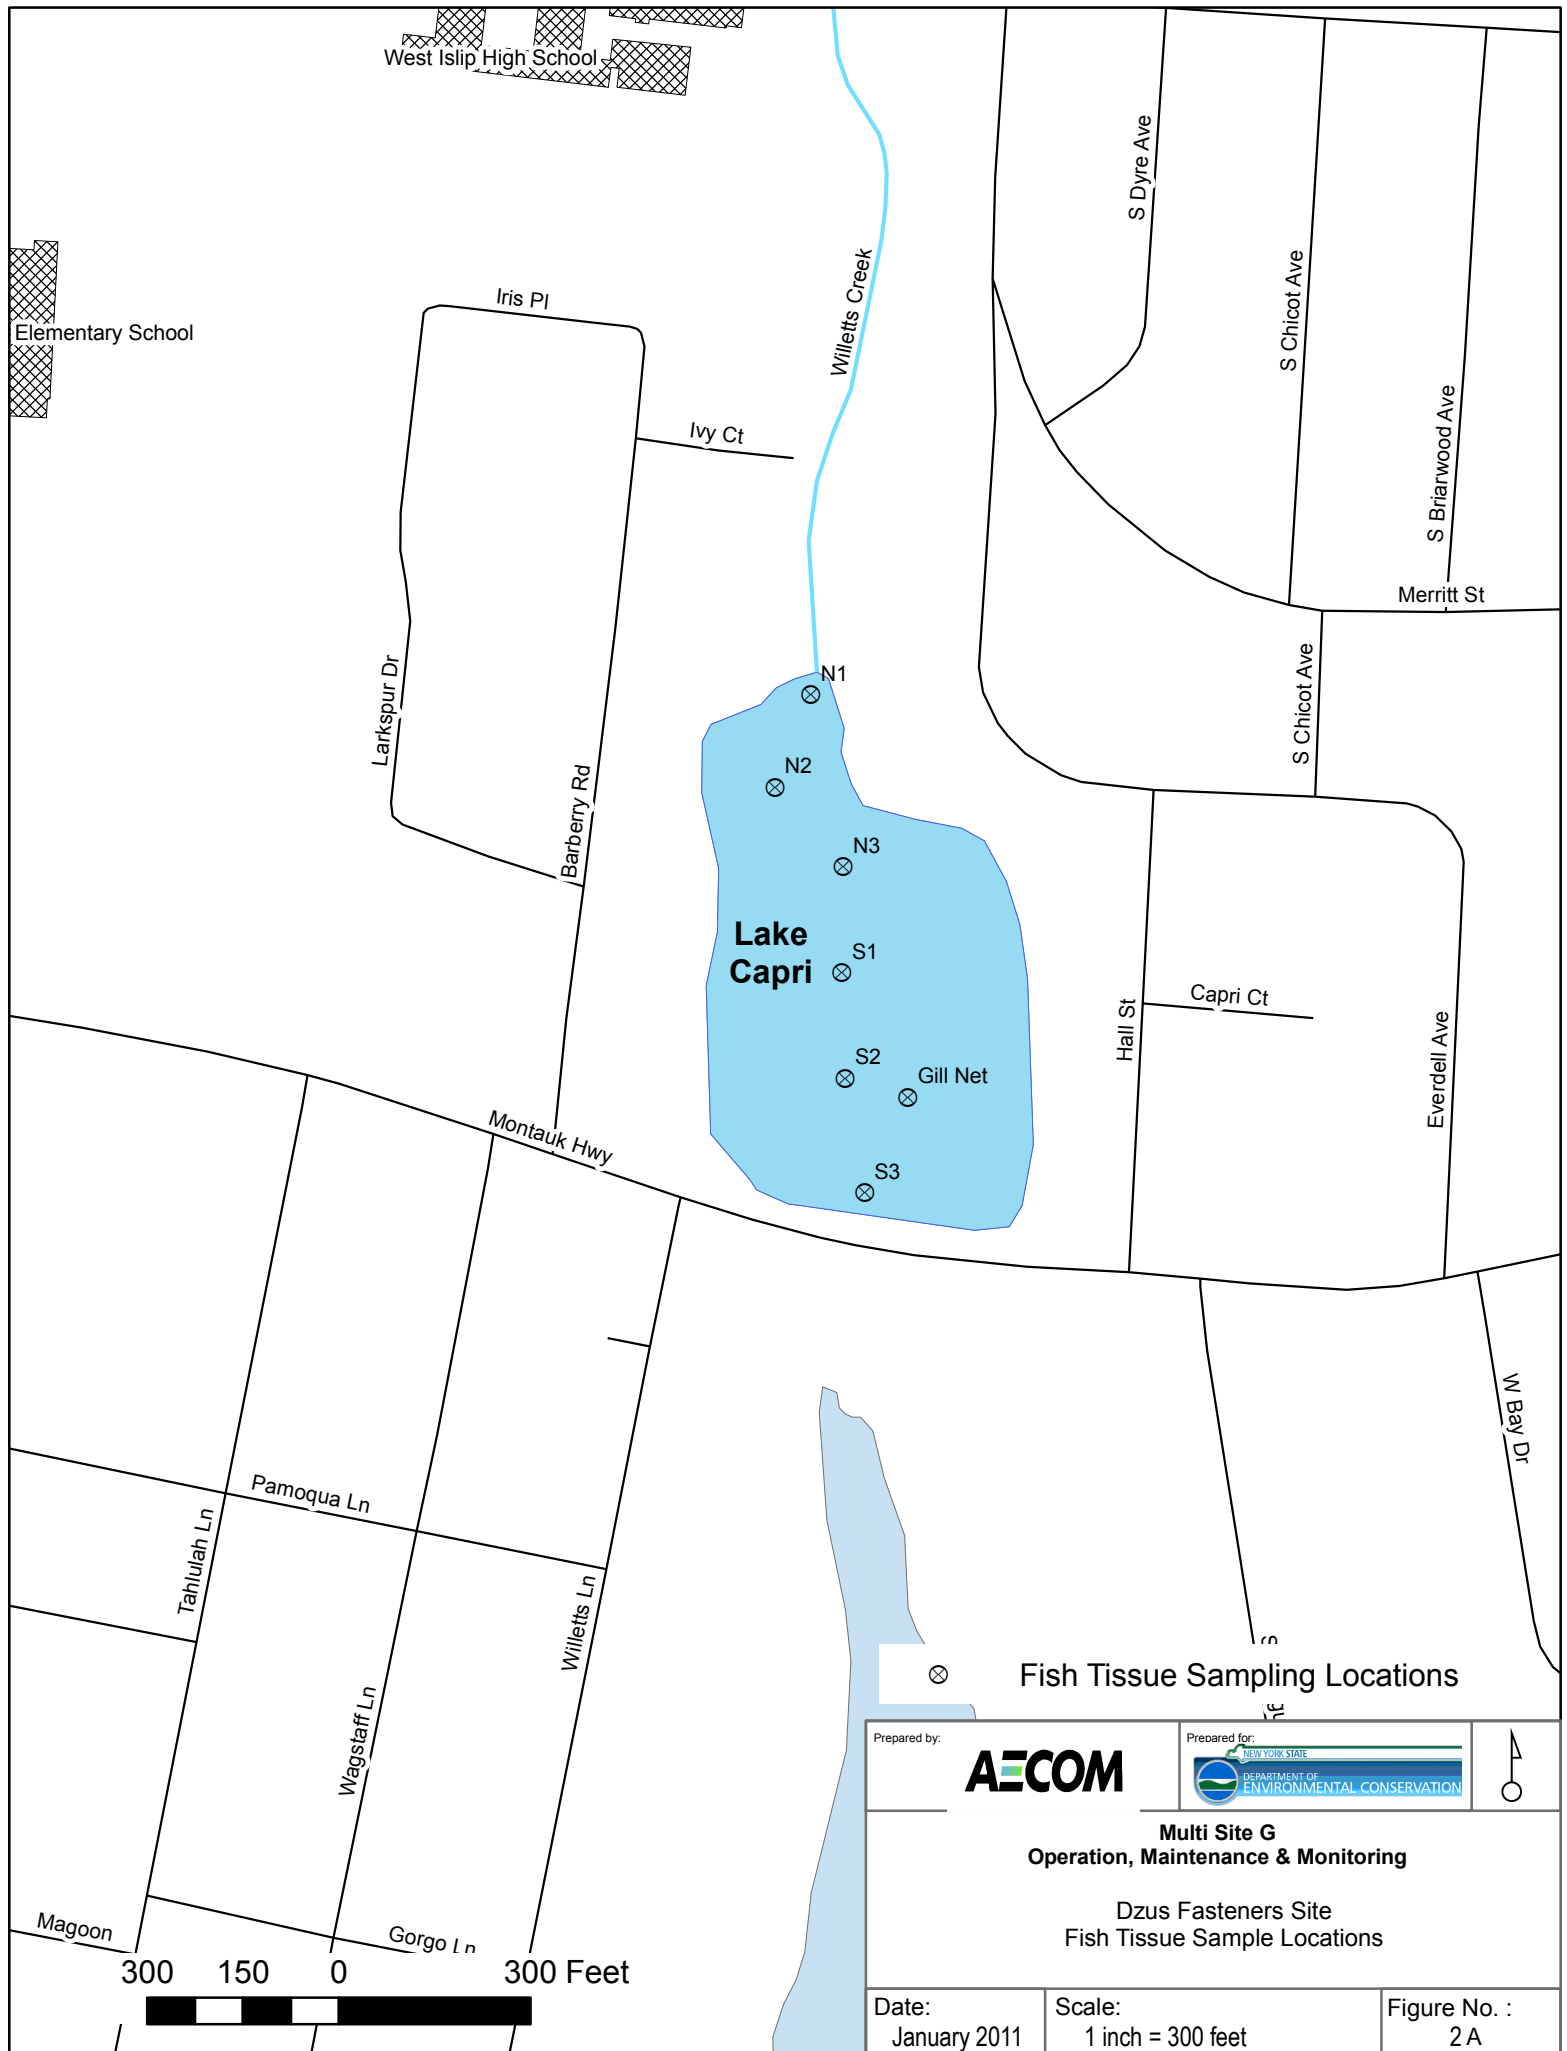 West Islip High School
S Dyre Ave
Willetts Creek
S Chicot Ave
Iris Pl
Elementary School
S Briarwood Ave
Ivy Ct
Merritt St
Larkspur Dr
N1
S Chicot Ave
N2
Barberry Rd
N3
Lake
Capri
S1
Capri Ct
Hall St
Everdell Ave
S2
Gill Net
Montauk Hwy
S3
W Bay Dr
Pamoqua Ln
Tahlulah Ln
Willetts Ln
Wagstaff Ln
Fish Tissue Sampling Locations
Prepared by:
AECOM
Prepared for:
NEW YORK STATE
DEPARTMENT OF
ENVIRONMENTAL CONSERVATION
Multi Site G
Operation, Maintenance & Monitoring
Dzus Fasteners Site
Fish Tissue Sample Locations
Magoon
Gorgo Ln
300 150 0 300 Feet
Date:
January 2011
Scale:
1 inch = 300 feet
Figure No. :
2 A